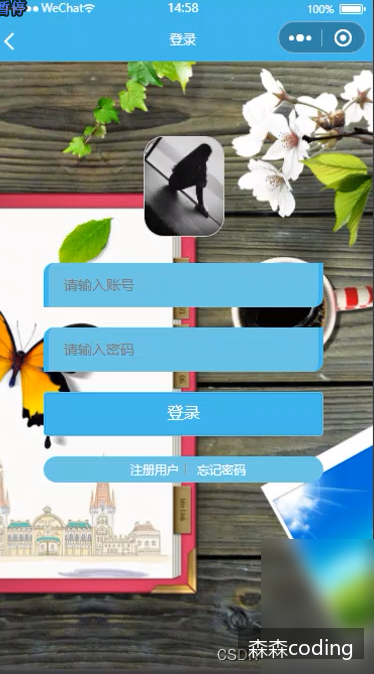 暂停 WeChat 14:58 100%
登录
请输入账号
请输入密码
登录
注册用户 | 忘记密码
CSDN 森森coding